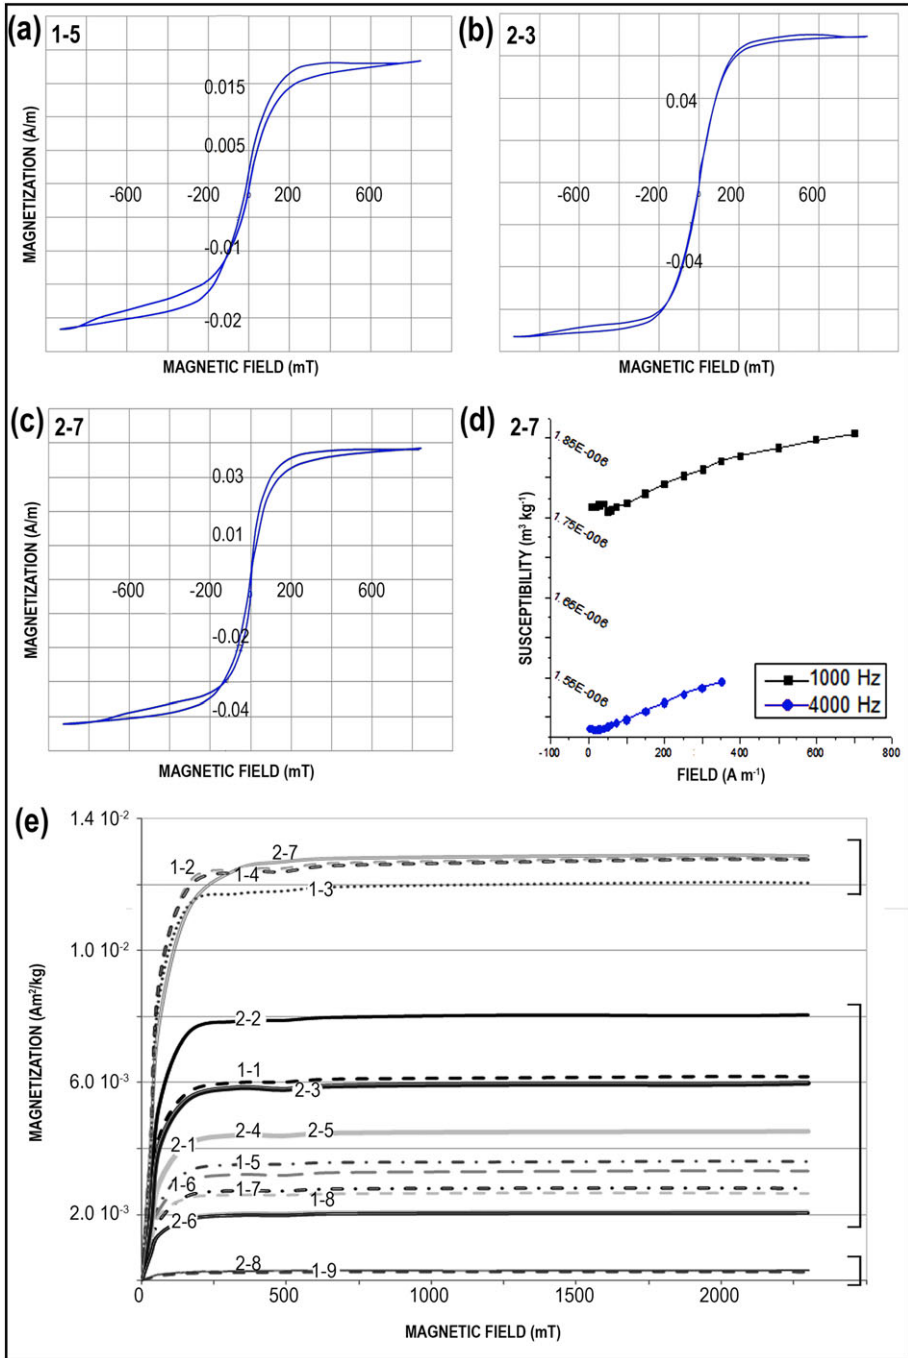 (a) 1-5
MAGNETIZATION (A/m)
0.015
0.005
-600 -200 0 200 600
-0.01
-0.02
MAGNETIC FIELD (mT)
(b) 2-3
0.04
-600 -200 0 200 600
-0.04
MAGNETIC FIELD (mT)
(c) 2-7
MAGNETIZATION (A/m)
0.03
0.01
-600 -200 0 200 600
-0.02
-0.04
MAGNETIC FIELD (mT)
(d) 2-7
SUSCEPTIBILITY (m³ kg⁻¹)
1.85E-006
1.75E-006
1.65E-006
1.55E-006
1000 Hz
4000 Hz
-100 0 200 400 600 800
FIELD (A m⁻¹)
(e)
MAGNETIZATION (Am²/kg)
1.4 10⁻²
1.0 10⁻²
6.0 10⁻³
2.0 10⁻³
2-7
1-2
1-4
1-3
2-2
1-1
2-3
2-4 2-5
2-1
1-5
1-6
1-7
1-8
2-6
2-8
1-9
0 500 1000 1500 2000
MAGNETIC FIELD (mT)